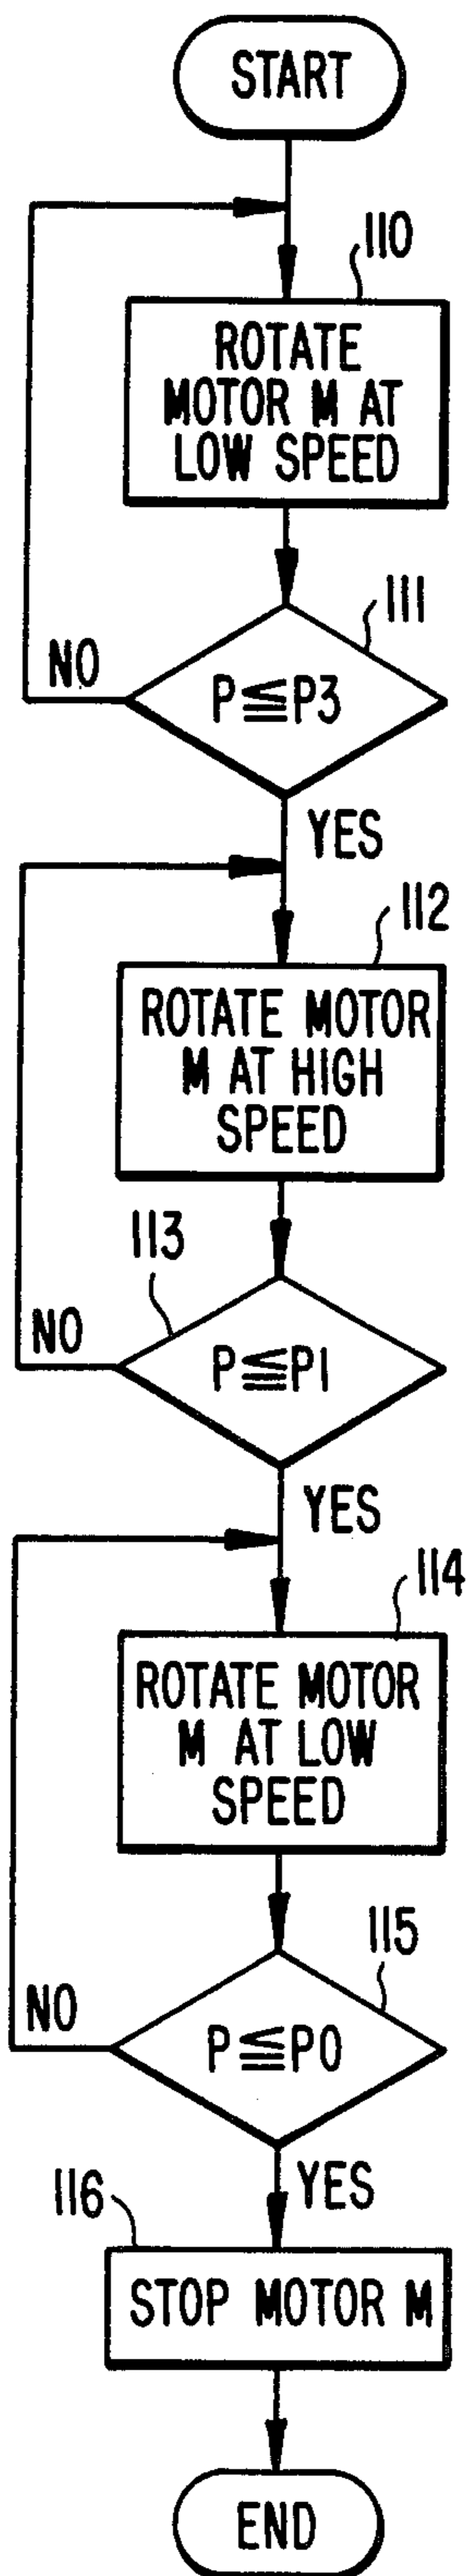 START
110
ROTATE
MOTOR M AT
LOW SPEED
111
P≦P3
NO
YES
112
ROTATE MOTOR
M AT HIGH
SPEED
113
P≦P1
NO
YES
114
ROTATE MOTOR
M AT LOW
SPEED
115
P≦P0
NO
YES
116
STOP MOTOR M
END